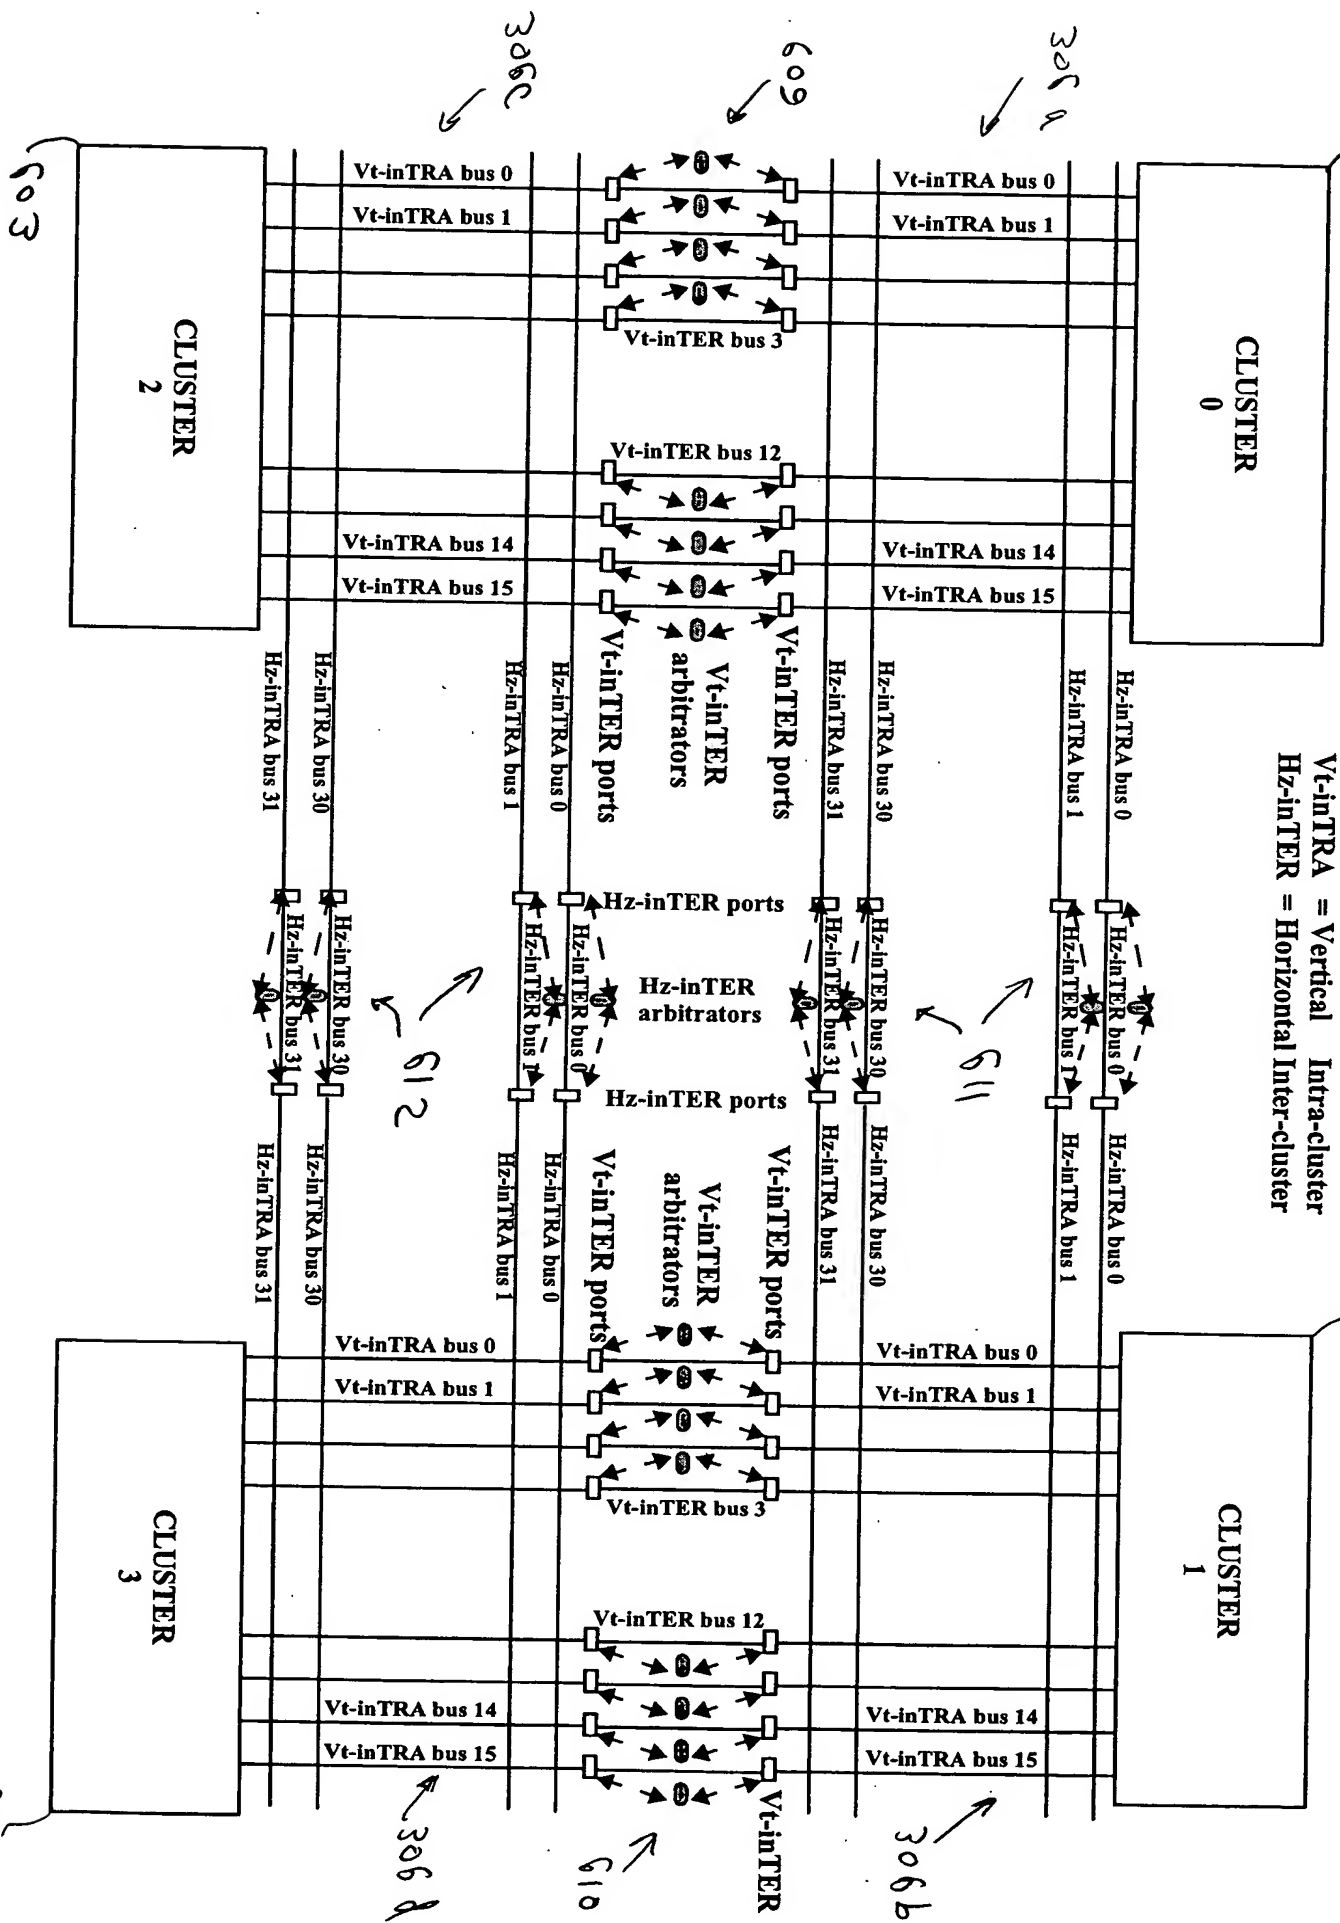 Vt-inTRA = Vertical Intra-cluster
Hz-inTER = Horizontal Inter-cluster
CLUSTER
0
CLUSTER
1
306a
306b
Hz-inTRA bus 0
Hz-inTER bus 0
Hz-inTRA bus 0
Hz-inTRA bus 1
Hz-inTER bus 1
Hz-inTRA bus 1
Vt-inTRA bus 0
Vt-inTRA bus 1
Vt-inTRA bus 14
Vt-inTRA bus 15
611
Vt-inTRA bus 0
Vt-inTRA bus 1
Vt-inTRA bus 14
Vt-inTRA bus 15
Hz-inTRA bus 30
Hz-inTER bus 30
Hz-inTRA bus 30
Hz-inTRA bus 31
Hz-inTER bus 31
Hz-inTRA bus 31
609
Vt-inTER ports
Vt-inTER
arbitrators
Vt-inTER ports
Vt-inTER bus 3
Vt-inTER bus 12
Hz-inTER ports
Hz-inTER
arbitrators
Hz-inTER ports
Vt-inTER ports
Vt-inTER
arbitrators
Vt-inTER ports
Vt-inTER bus 3
Vt-inTER bus 12
Vt-inTER
610
Hz-inTRA bus 0
Hz-inTER bus 0
Hz-inTRA bus 0
Hz-inTRA bus 1
Hz-inTER bus 1
Hz-inTRA bus 1
306c
Vt-inTRA bus 0
Vt-inTRA bus 1
Vt-inTRA bus 14
Vt-inTRA bus 15
612
Vt-inTRA bus 0
Vt-inTRA bus 1
Vt-inTRA bus 14
Vt-inTRA bus 15
306d
Hz-inTRA bus 30
Hz-inTER bus 30
Hz-inTRA bus 30
Hz-inTRA bus 31
Hz-inTER bus 31
Hz-inTRA bus 31
CLUSTER
2
CLUSTER
3
603